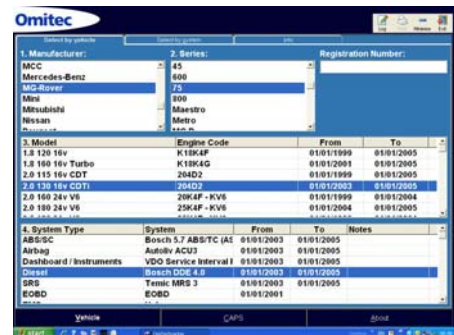 Omitec
Log Minimise Exit
Select by vehicle Select by system Info
1. Manufacturer: 2. Series: Registration Number:
MCC 45
Mercedes-Benz 600
MG-Rover 75
Mini 800
Mitsubishi Maestro
Nissan Metro
3. Model Engine Code From To
1.8 120 16v K18K4F 01/01/1999 01/01/2005
1.8 160 16v Turbo K18K4G 01/01/2001 01/01/2005
2.0 115 16v CDT 204D2 01/01/1999 01/01/2005
2.0 130 16v CDTi 204D2 01/01/2003 01/01/2005
2.0 160 24v V6 20K4F - KV6 01/01/1999 01/01/2004
2.0 180 24v V6 25K4F - KV6 01/01/1999 01/01/2004
4. System Type System From To Notes
ABS/SC Bosch 5.7 ABS/TC (AS 01/01/2003 01/01/2005
Airbag Autoliv ACU3 01/01/2003 01/01/2005
Dashboard / Instruments VDO Service Interval I 01/01/2003 01/01/2005
Diesel Bosch DDE 4.0 01/01/2003 01/01/2005
SRS Temic MRS 3 01/01/2003 01/01/2005
EOBD EOBD 01/01/2001
Vehicle CAPS About
start